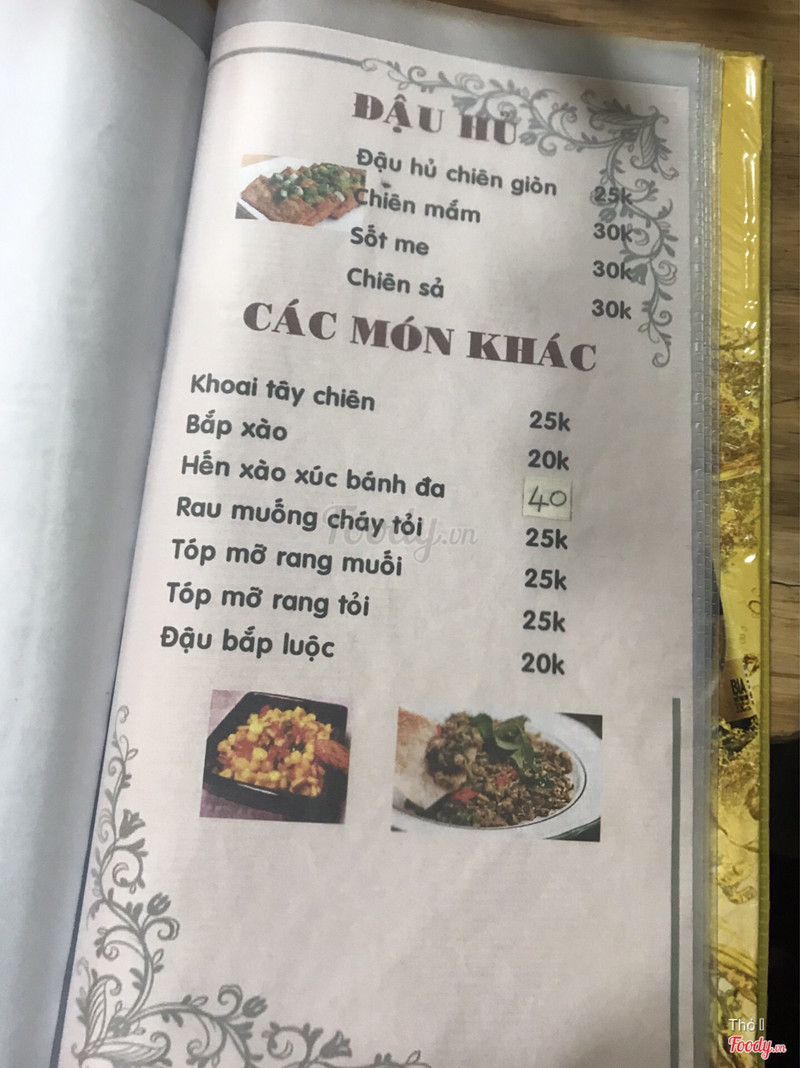 ĐẬU HỦ
Đậu hủ chiên giòn 25k
Chiên mắm 30k
Sốt me 30k
Chiên sả 30k
CÁC MÓN KHÁC
Khoai tây chiên 25k
Bắp xào 20k
Hến xào xúc bánh đa 40
Rau muống cháy tỏi 25k
Tóp mỡ rang muối 25k
Tóp mỡ rang tỏi 25k
Đậu bắp luộc 20k
Foody.vn
BIA
Foody.vn